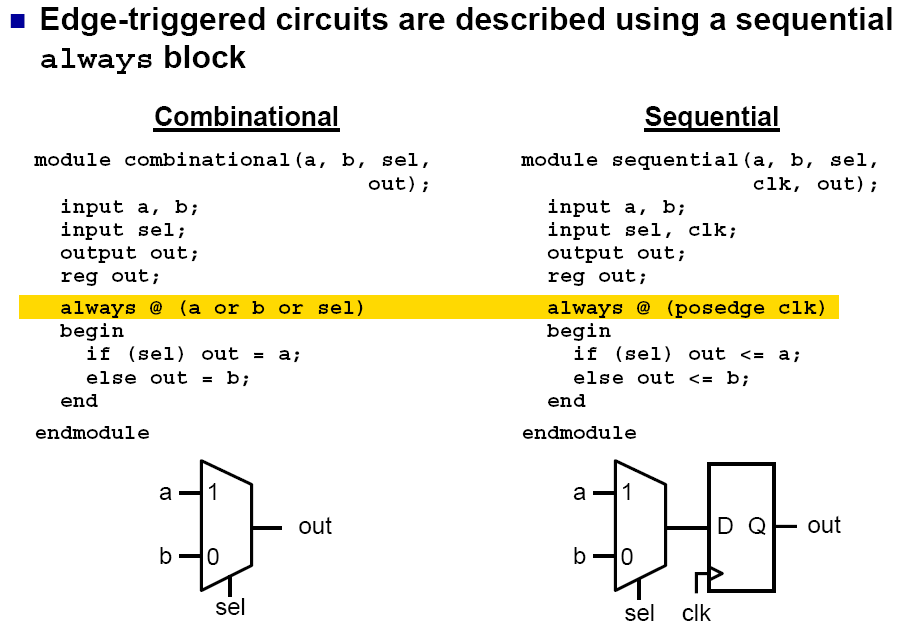 Edge-triggered circuits are described using a sequential
always block
Combinational
module combinational(a, b, sel,
out);
input a, b;
input sel;
output out;
reg out;
always @ (a or b or sel)
begin
if (sel) out = a;
else out = b;
end
endmodule
a
1
b
0
out
sel
Sequential
module sequential(a, b, sel,
clk, out);
input a, b;
input sel, clk;
output out;
reg out;
always @ (posedge clk)
begin
if (sel) out <= a;
else out <= b;
end
endmodule
a
1
b
0
D Q
out
sel
clk